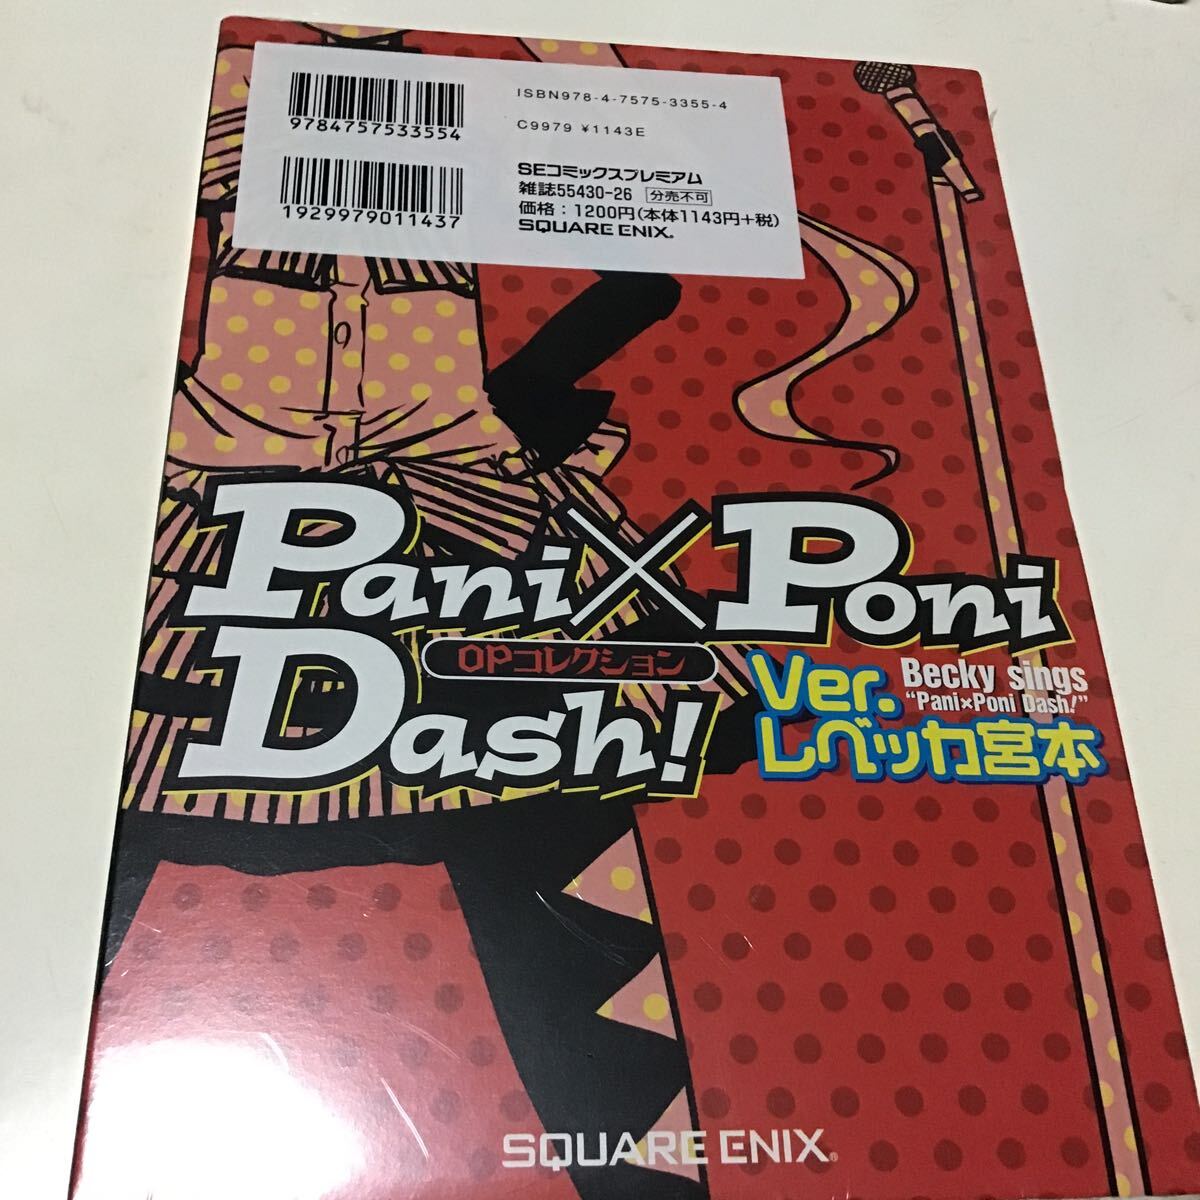 ISBN978-4-7575-3355-4
9784757533554
C9979 ¥1143E
SEコミックスプレミアム
雑誌55430-26 分売不可
価格：1200円(本体1143円+税)
1929979011437
SQUARE ENIX®
Pani×Poni
Dash!
OPコレクション
Ver.
レベッカ宮本
Becky sings
“Pani×Poni Dash!”
SQUARE ENIX®